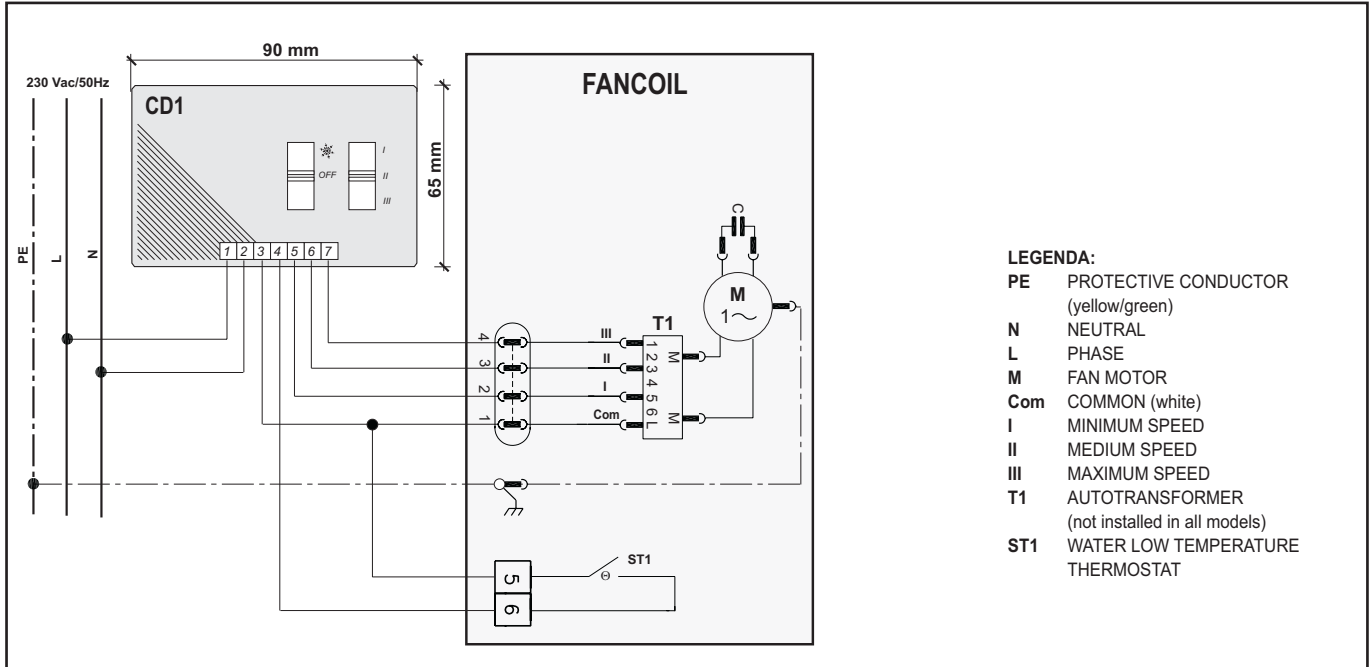 90 mm
230 Vac/50Hz
FANCOIL
CD1
I
OFF
II
III
65 mm
PE
L
N
1 2 3 4 5 6 7
C
M
1~
T1
4
III
3
II
2
I
1
Com
1 2 3 4 5 6 L
M
M
ST1
Θ
5
6
LEGENDA:
PE PROTECTIVE CONDUCTOR
(yellow/green)
N NEUTRAL
L PHASE
M FAN MOTOR
Com COMMON (white)
I MINIMUM SPEED
II MEDIUM SPEED
III MAXIMUM SPEED
T1 AUTOTRANSFORMER
(not installed in all models)
ST1 WATER LOW TEMPERATURE
THERMOSTAT